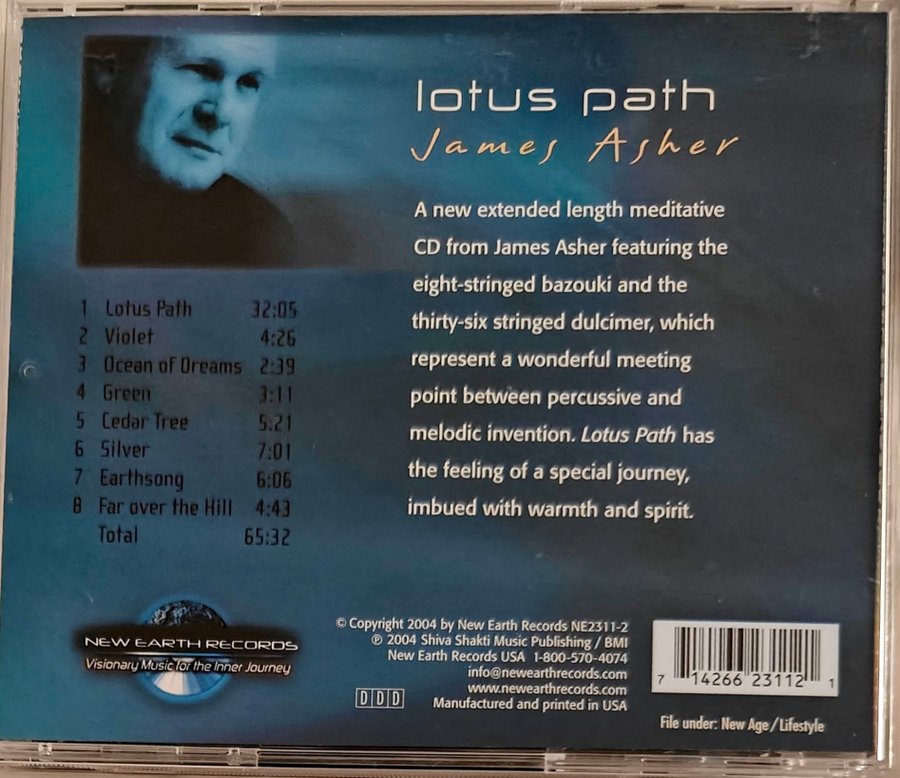 lotus path
James Asher
A new extended length meditative
CD from James Asher featuring the
eight-stringed bazouki and the
thirty-six stringed dulcimer, which
represent a wonderful meeting
point between percussive and
melodic invention. Lotus Path has
the feeling of a special journey,
imbued with warmth and spirit.
1 Lotus Path 32:05
2 Violet 4:26
3 Ocean of Dreams 2:39
4 Green 3:11
5 Cedar Tree 5:21
6 Silver 7:01
7 Earthsong 6:06
8 Far over the Hill 4:43
Total 65:32
NEW EARTH RECORDS
Visionary Music for the Inner Journey
© Copyright 2004 by New Earth Records NE2311-2
℗ 2004 Shiva Shakti Music Publishing / BMI
New Earth Records USA 1-800-570-4074
info@newearthrecords.com
www.newearthrecords.com
DDD
Manufactured and printed in USA
7 14266 23112 1
File under: New Age / Lifestyle